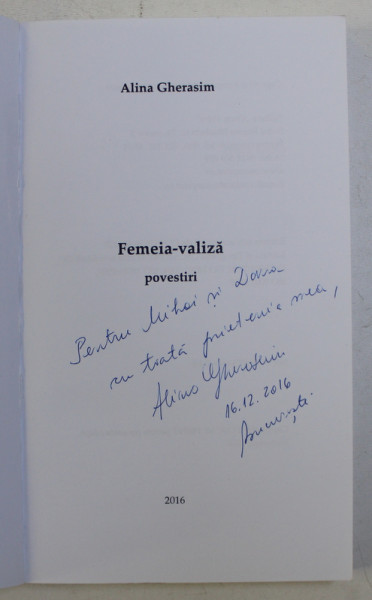 Alina Gherasim
Femeia-valiză
povestiri
Pentru Mihai și Dana
cu toată prietenia mea,
Alina Gherasim
16.12.2016
București
2016